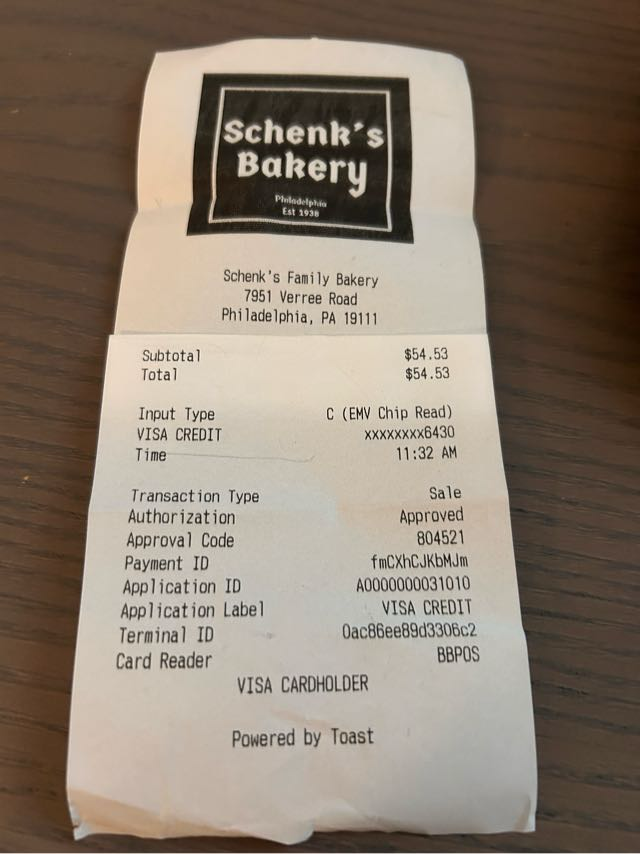 Schenk's
Bakery
Philadelphia
Est 1938
Schenk's Family Bakery
7951 Verree Road
Philadelphia, PA 19111
Subtotal $54.53
Total $54.53
Input Type C (EMV Chip Read)
VISA CREDIT xxxxxxxx6430
Time 11:32 AM
Transaction Type Sale
Authorization Approved
Approval Code 804521
Payment ID fmCXhCJKbMJm
Application ID A0000000031010
Application Label VISA CREDIT
Terminal ID 0ac86ee89d3306c2
Card Reader BBPOS
VISA CARDHOLDER
Powered by Toast